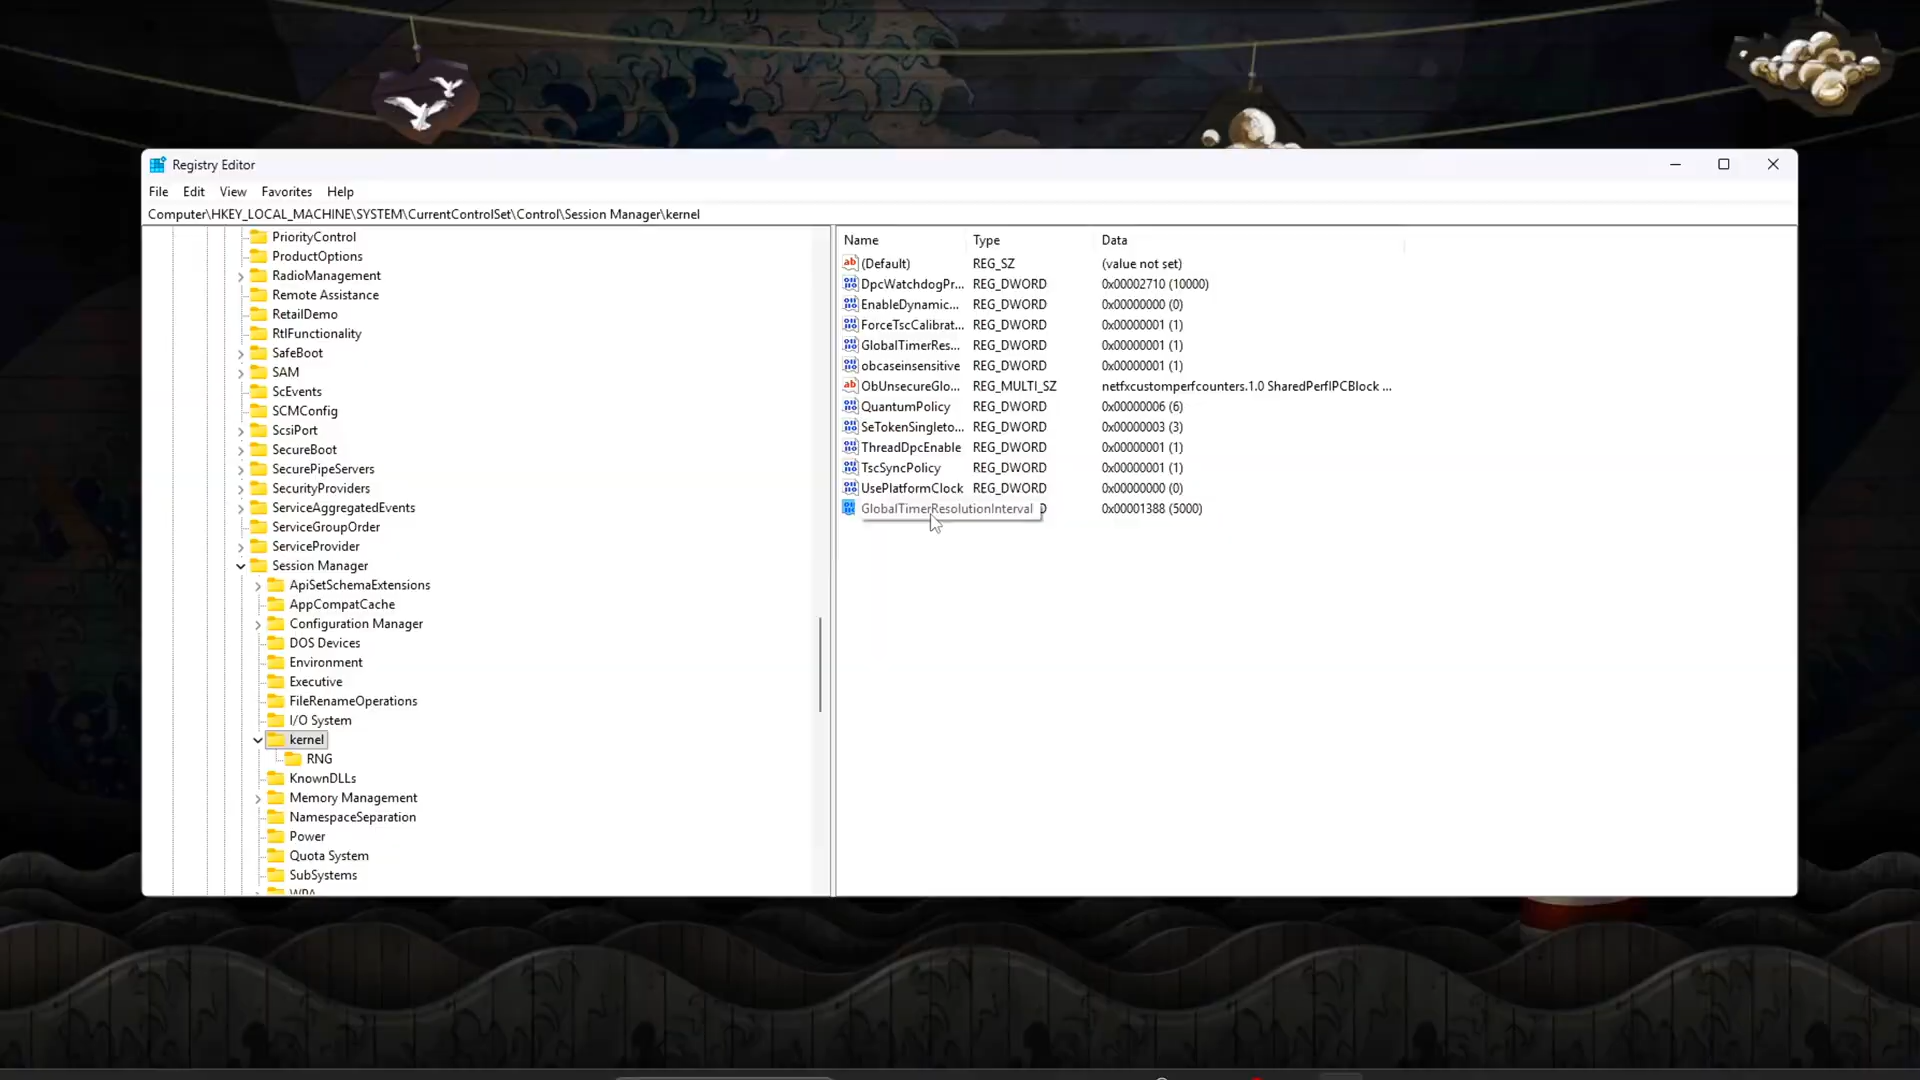 Registry Editor
File Edit View Favorites Help
Computer\HKEY_LOCAL_MACHINE\SYSTEM\CurrentControlSet\Control\Session Manager\kernel
PriorityControl
ProductOptions
RadioManagement
Remote Assistance
RetailDemo
RtlFunctionality
SafeBoot
SAM
ScEvents
SCMConfig
ScsiPort
SecureBoot
SecurePipeServers
SecurityProviders
ServiceAggregatedEvents
ServiceGroupOrder
ServiceProvider
Session Manager
ApiSetSchemaExtensions
AppCompatCache
Configuration Manager
DOS Devices
Environment
Executive
FileRenameOperations
I/O System
kernel
RNG
KnownDLLs
Memory Management
NamespaceSeparation
Power
Quota System
SubSystems
WPA
Name Type Data
(Default) REG_SZ (value not set)
DpcWatchdogPr... REG_DWORD 0x00002710 (10000)
EnableDynamic... REG_DWORD 0x00000000 (0)
ForceTscCalibrat... REG_DWORD 0x00000001 (1)
GlobalTimerRes... REG_DWORD 0x00000001 (1)
obcaseinsensitive REG_DWORD 0x00000001 (1)
ObUnsecureGlo... REG_MULTI_SZ netfxcustomperfcounters.1.0 SharedPerfIPCBlock ...
QuantumPolicy REG_DWORD 0x00000006 (6)
SeTokenSingleto... REG_DWORD 0x00000003 (3)
ThreadDpcEnable REG_DWORD 0x00000001 (1)
TscSyncPolicy REG_DWORD 0x00000001 (1)
UsePlatformClock REG_DWORD 0x00000000 (0)
GlobalTimerResolutionInterval D 0x00001388 (5000)